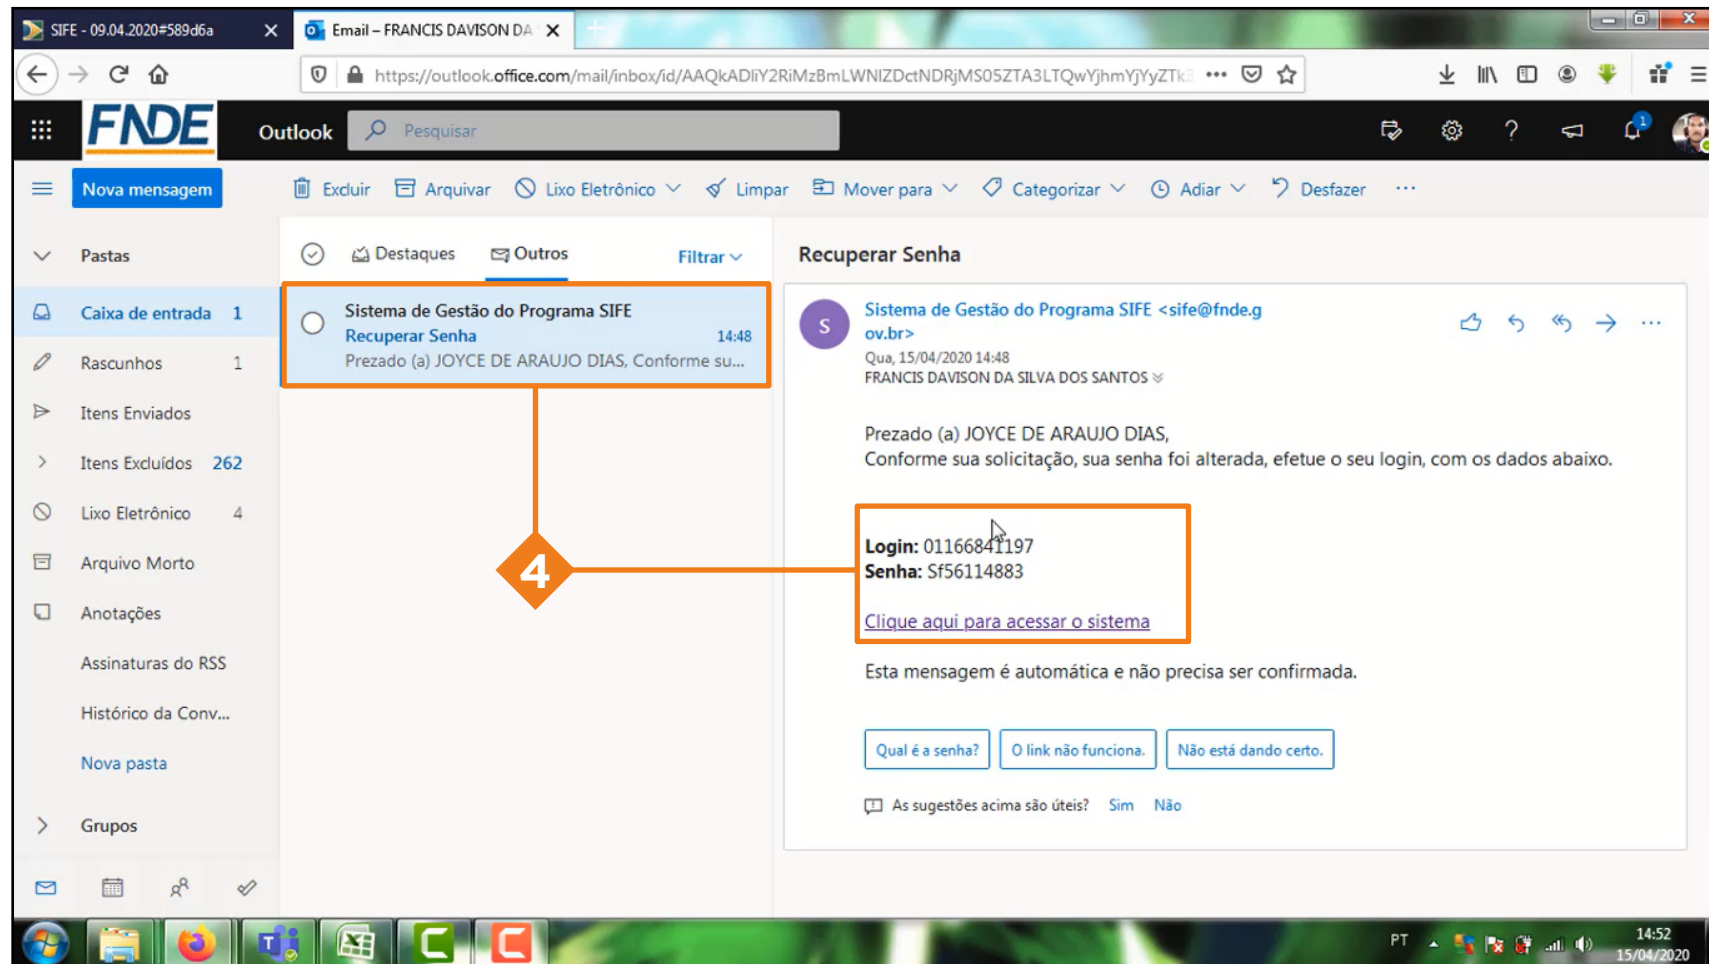 SIFE - 09.04.2020#589d6a
Email – FRANCIS DAVISON DA
https://outlook.office.com/mail/inbox/id/AAQkADliY2RiMzBmLWNlZDctNDRjMS05ZTA3LTQwYjhmYjYyZTk
FNDE
Outlook
Pesquisar
1
Nova mensagem
Excluir Arquivar Lixo Eletrônico Limpar Mover para Categorizar Adiar Desfazer
Pastas
Caixa de entrada 1
Rascunhos 1
Itens Enviados
Itens Excluídos 262
Lixo Eletrônico 4
Arquivo Morto
Anotações
Assinaturas do RSS
Histórico da Conv...
Nova pasta
Grupos
Destaques Outros Filtrar
Sistema de Gestão do Programa SIFE
Recuperar Senha 14:48
Prezado (a) JOYCE DE ARAUJO DIAS, Conforme su...
4
Recuperar Senha
S
Sistema de Gestão do Programa SIFE <sife@fnde.g
ov.br>
Qua, 15/04/2020 14:48
FRANCIS DAVISON DA SILVA DOS SANTOS
Prezado (a) JOYCE DE ARAUJO DIAS,
Conforme sua solicitação, sua senha foi alterada, efetue o seu login, com os dados abaixo.
Login: 01166841197
Senha: Sf56114883
Clique aqui para acessar o sistema
Esta mensagem é automática e não precisa ser confirmada.
Qual é a senha? O link não funciona. Não está dando certo.
As sugestões acima são úteis? Sim Não
PT
14:52
15/04/2020